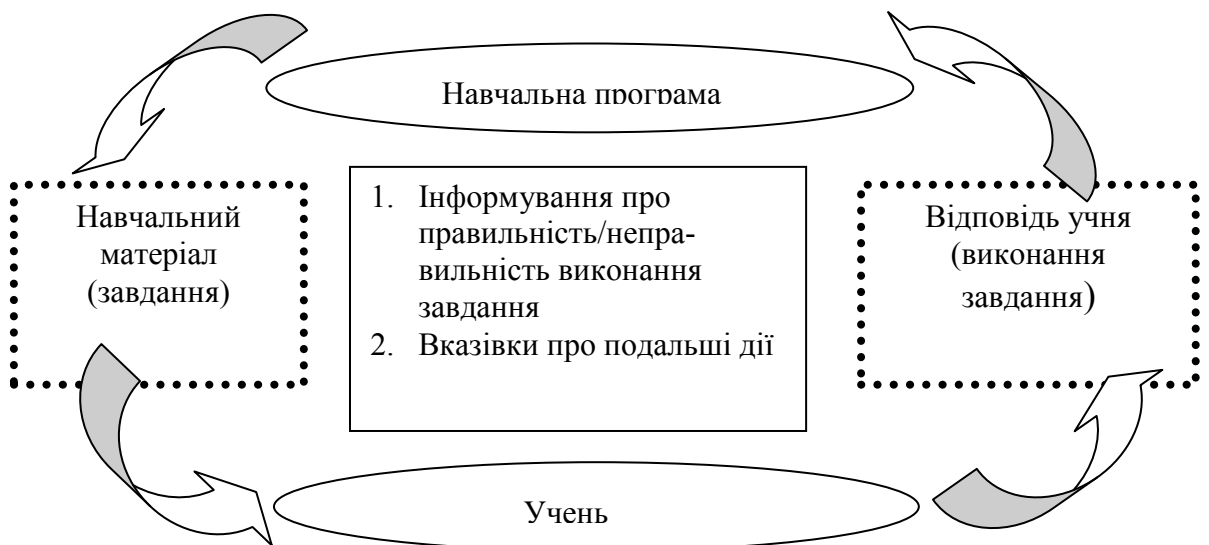 Навчальна програма
Навчальний
матеріал
(завдання)
1. Інформування про
правильність/непра-
вильність виконання
завдання
2. Вказівки про подальші дії
Відповідь учня
(виконання
завдання)
Учень